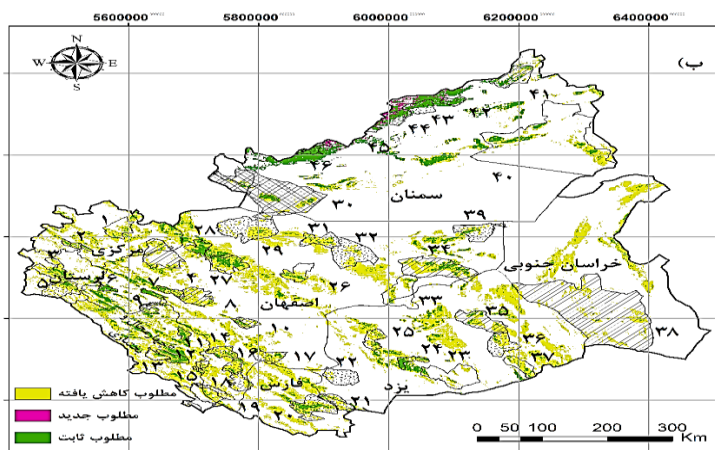 5600000 5800000 6000000 6200000 6400000
N
W E
S
ب)
۴۱
۴۲
۴۳
۴۴
۴۵
۴۶
۴۰
سمنان
۳۰
۳۹
۱
۲۸
۳۱
۳۲
۳۴
۲
مرکزی
۲۹
خراسان جنوبی
۳
لرستان
۴
۲۷
۲۶
۵
۹
۸
اصفهان
۳۳
۳۵
۱۰
۲۵
۳۶
۳۸
۱۱
۱۴
۱۶
۱۷
۲۴
۲۳
۳۷
۱۳
۲۲
۱۵
۱۸
فارس
یزد
۱۹
۲۰
۲۱
مطلوب کاهش یافته
مطلوب جدید
مطلوب ثابت
0 50 100 200 300
Km